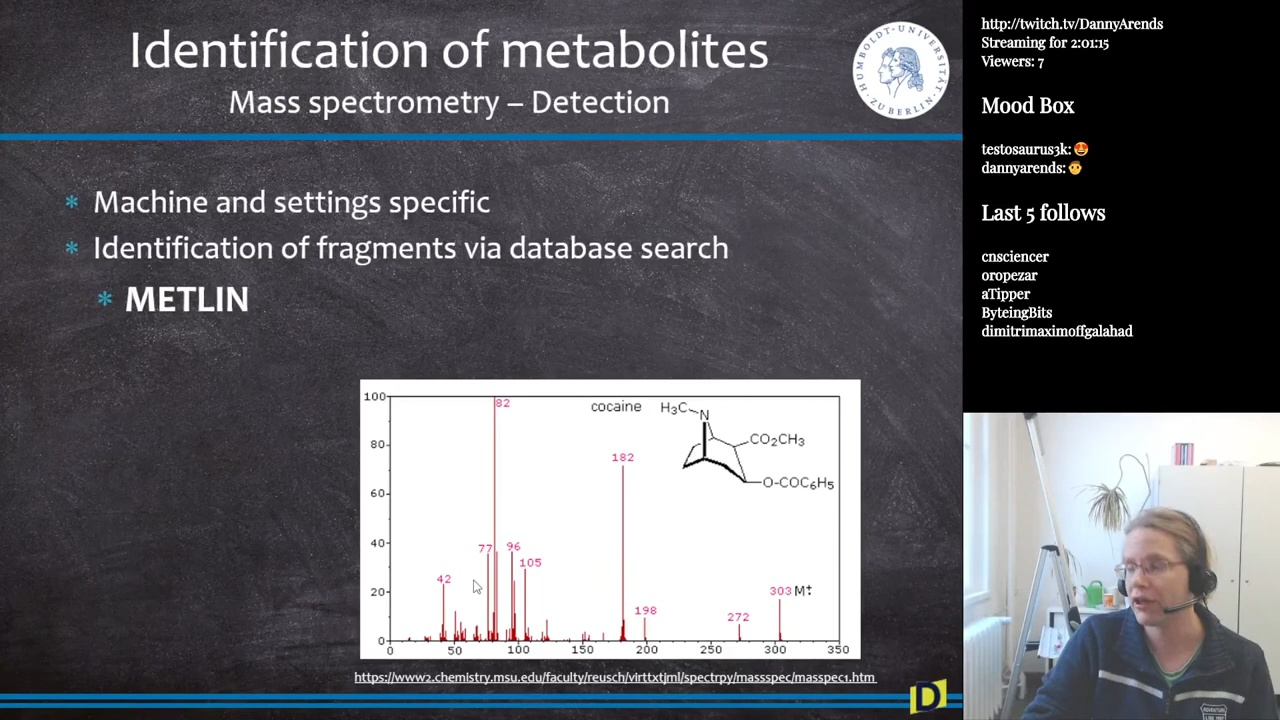 Identification of metabolites
Mass spectrometry – Detection
HUMBOLDT-UNIVERSITÄT ZU BERLIN
Machine and settings specific
Identification of fragments via database search
METLIN
cocaine
H3C
N
CO2CH3
O-COC6H5
100
80
60
40
20
0
82
182
77
96
105
42
198
272
303 M+
0 50 100 150 200 250 300 350
https://www2.chemistry.msu.edu/faculty/reusch/virttxtjml/spectrpy/massspec/masspec1.htm
D
http://twitch.tv/DannyArends
Streaming for 2:01:15
Viewers: 7
Mood Box
testosaurus3k: 😍
dannyarends: 👨
Last 5 follows
cnsciencer
oropezar
aTipper
ByteingBits
dimitrimaximoffgalahad